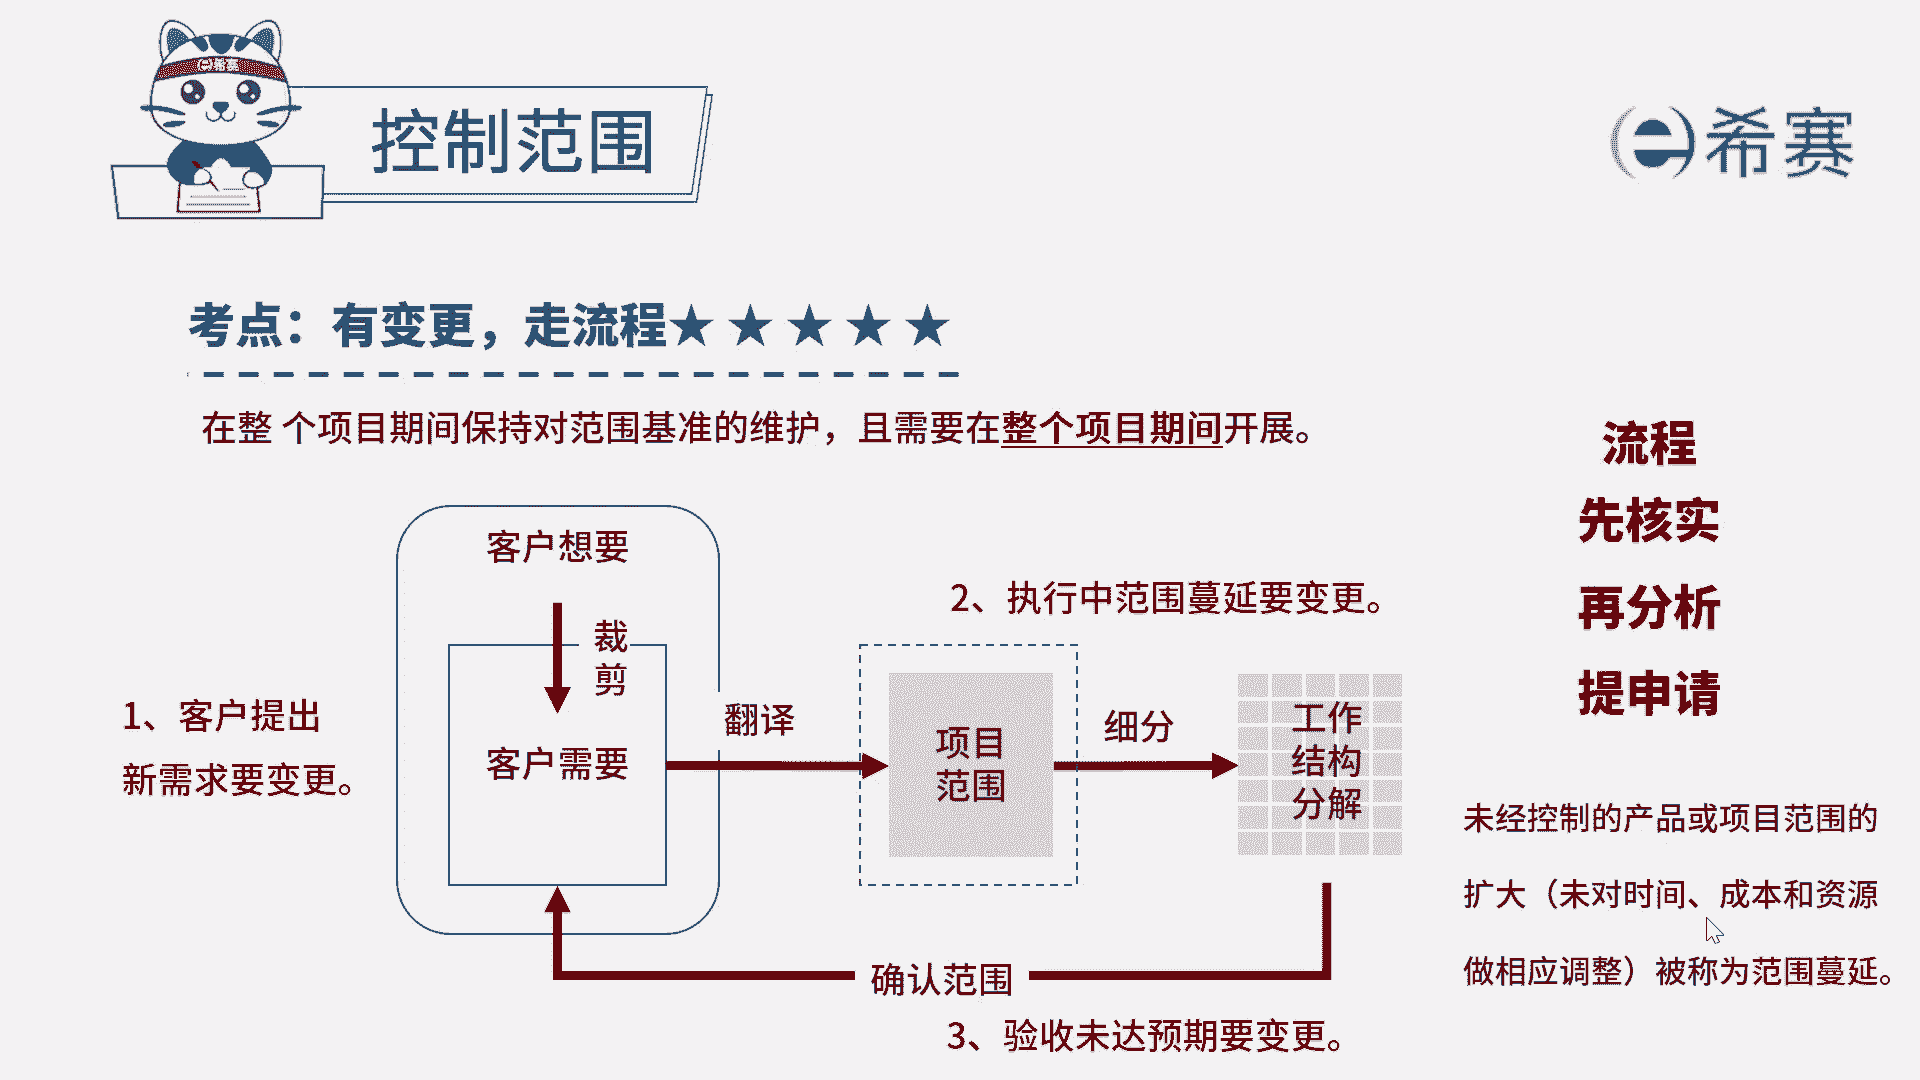 希赛
控制范围
希赛
考点：有变更，走流程★★★★★
在整 个项目期间保持对范围基准的维护，且需要在整个项目期间开展。
客户想要
裁
剪
客户需要
1、客户提出
新需求要变更。
翻译
2、执行中范围蔓延要变更。
项目
范围
细分
工作
结构
分解
确认范围
3、验收未达预期要变更。
流程
先核实
再分析
提申请
未经控制的产品或项目范围的
扩大（未对时间、成本和资源
做相应调整）被称为范围蔓延。